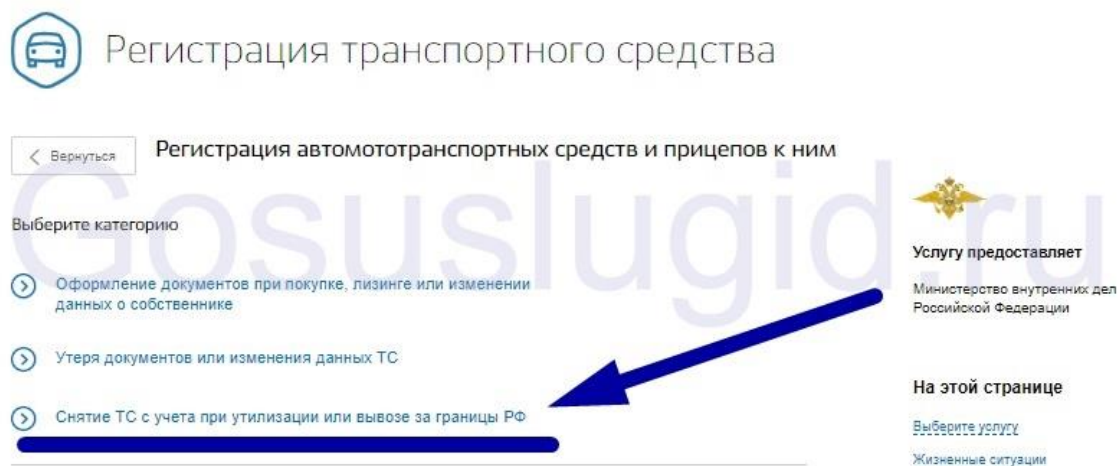 Регистрация транспортного средства
Вернуться
Регистрация автомототранспортных средств и прицепов к ним
Gosuslugid.ru
Выберите категорию
Оформление документов при покупке, лизинге или изменении
данных о собственнике
Утеря документов или изменения данных ТС
Снятие ТС с учета при утилизации или вывозе за границы РФ
Услугу предоставляет
Министерство внутренних дел
Российской Федерации
На этой странице
Выберите услугу
Жизненные ситуации